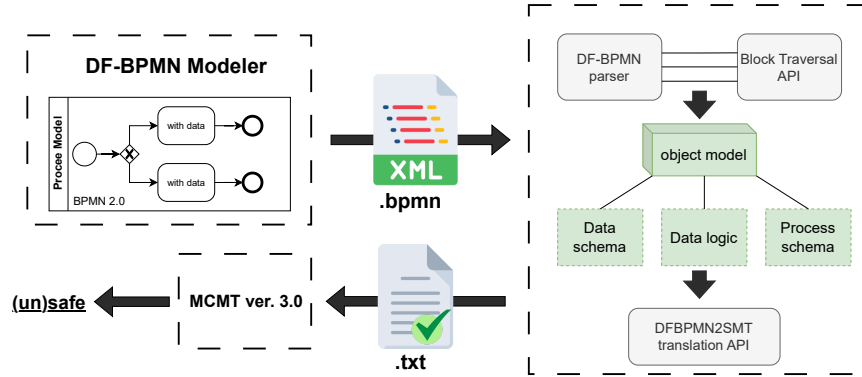 DF-BPMN Modeler
Procee Model
with data
with data
BPMN 2.0
XML
.bpmn
DF-BPMN
parser
Block Traversal
API
object model
Data
schema
Data logic
Process
schema
DFBPMN2SMT
translation API
.txt
MCMT ver. 3.0
(un)safe